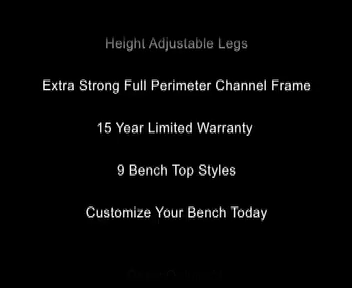 Height Adjustable Legs
Extra Strong Full Perimeter Channel Frame
15 Year Limited Warranty
9 Bench Top Styles
Customize Your Bench Today